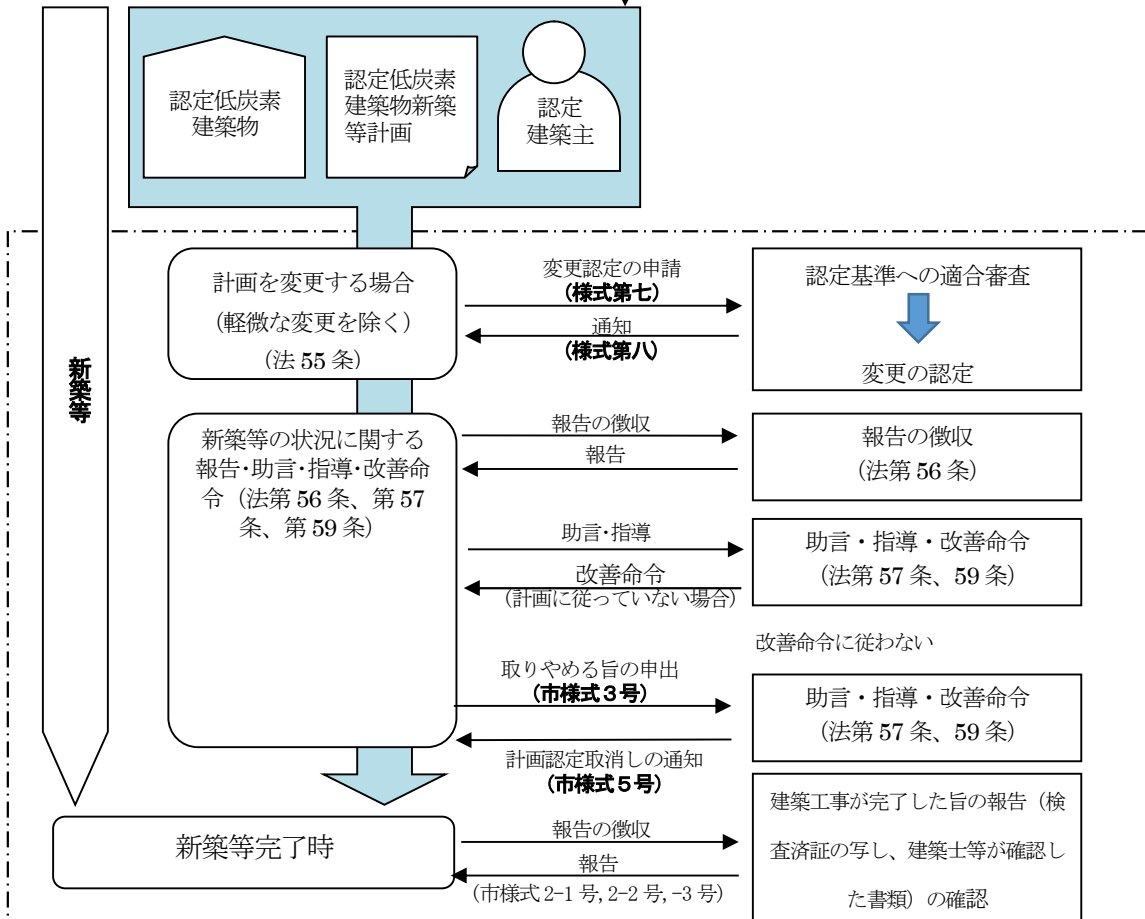 認定低炭素
建築物
認定低炭素
建築物新築
等計画
認定
建築主
新築等
計画を変更する場合
（軽微な変更を除く）
（法 55 条）
変更認定の申請
（様式第七）
通知
（様式第八）
認定基準への適合審査
変更の認定
新築等の状況に関する
報告・助言・指導・改善命
令（法第 56 条、第 57
条、第 59 条）
報告の徴収
報告
報告の徴収
（法第 56 条）
助言・指導
改善命令
（計画に従っていない場合）
助言・指導・改善命令
（法第 57 条、59 条）
改善命令に従わない
取りやめる旨の申出
（市様式３号）
計画認定取消しの通知
（市様式５号）
助言・指導・改善命令
（法第 57 条、59 条）
新築等完了時
報告の徴収
報告
（市様式 2-1 号, 2-2 号, -3 号）
建築工事が完了した旨の報告（検
査済証の写し、建築士等が確認し
た書類）の確認